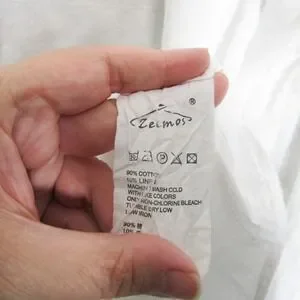 Zeimos®
90% COTTON
10% LINEN
MACHINE WASH COLD
WITH LIKE COLORS
ONLY NON-CHLORINE BLEACH
TUMBLE DRY LOW
LOW IRON
90% 棉
10%